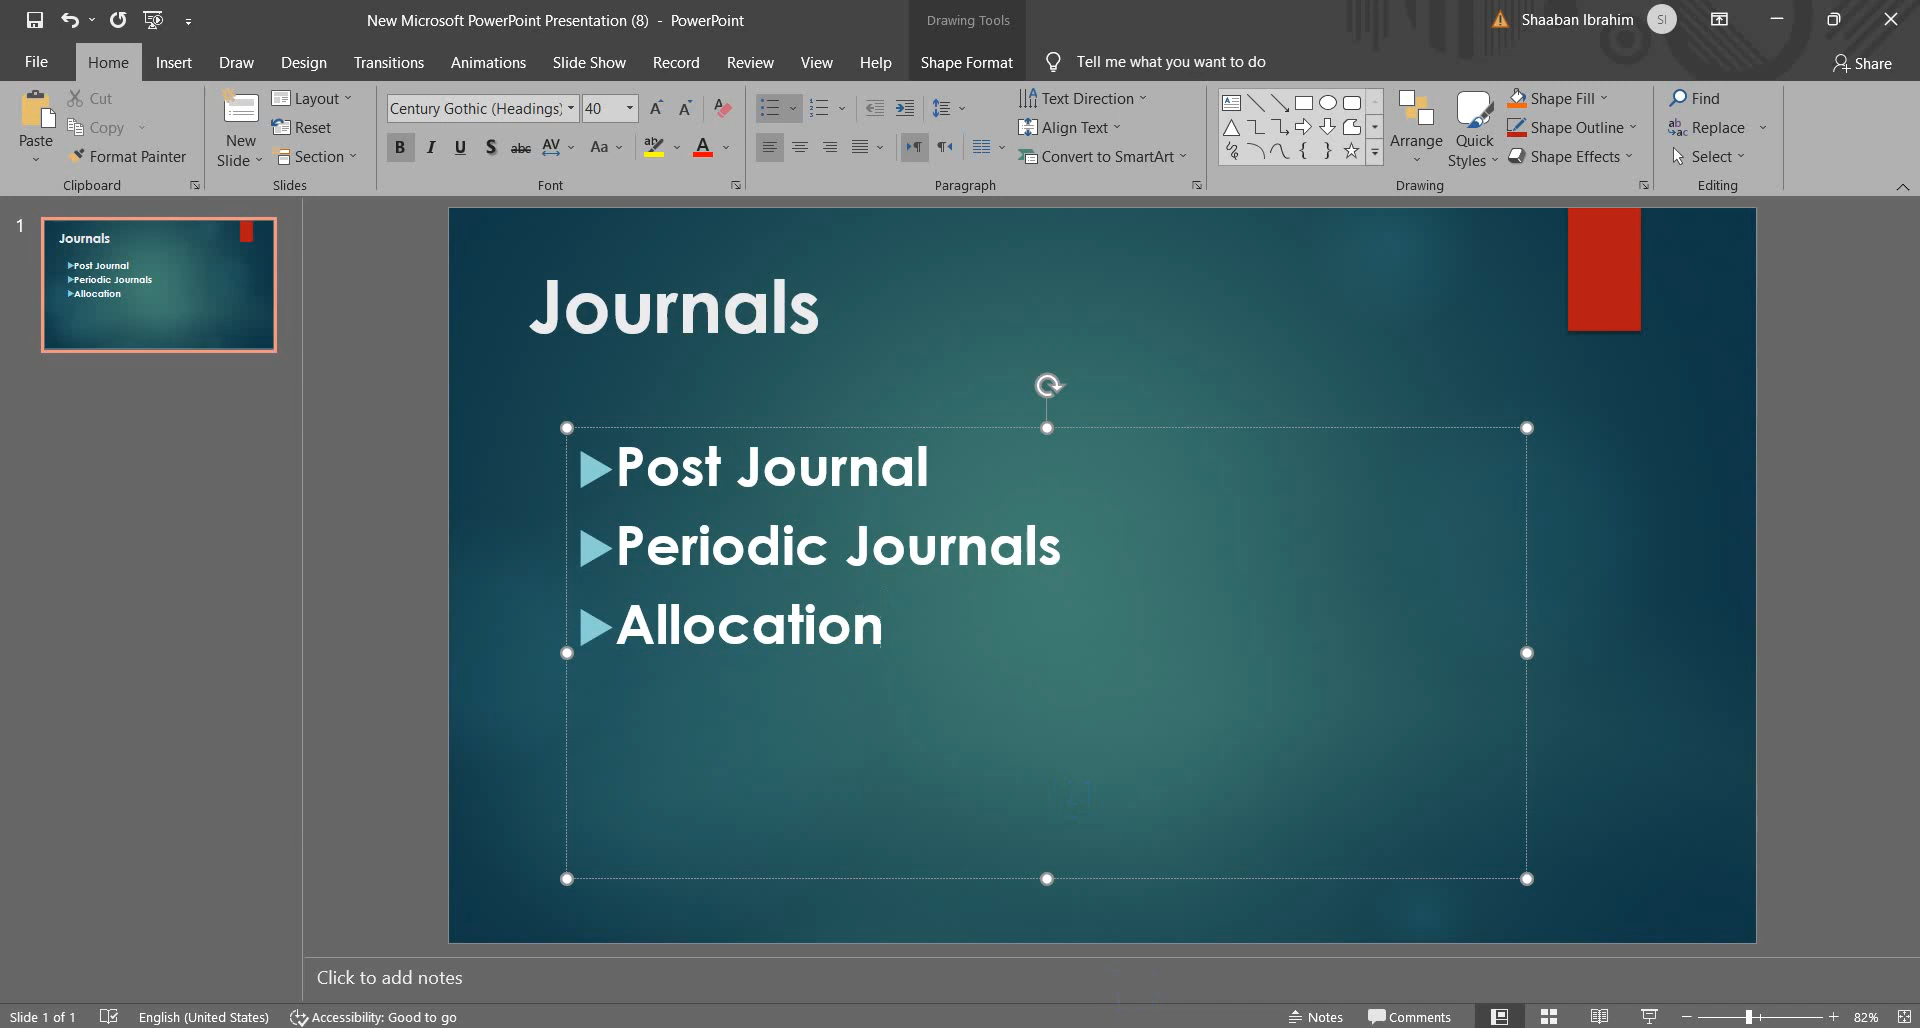 New Microsoft PowerPoint Presentation (8) - PowerPoint
Drawing Tools
Shaaban Ibrahim
SI
File
Home
Insert
Draw
Design
Transitions
Animations
Slide Show
Record
Review
View
Help
Shape Format
Tell me what you want to do
Share
Paste
Cut
Copy
Format Painter
Clipboard
New
Slide
Layout
Reset
Section
Slides
Century Gothic (Headings)
40
B I U S abc AV Aa ab A
Font
Text Direction
Align Text
Convert to SmartArt
Paragraph
Arrange
Quick
Styles
Shape Fill
Shape Outline
Shape Effects
Drawing
Find
Replace
Select
Editing
1
Journals
Post Journal
Periodic Journals
Allocation
Journals
Post Journal
Periodic Journals
Allocation
Click to add notes
Slide 1 of 1
English (United States)
Accessibility: Good to go
Notes
Comments
82%